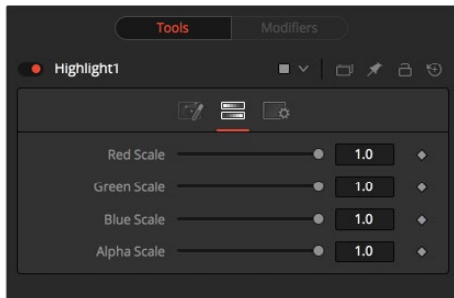 Tools Modifiers
Highlight1
Red Scale 1.0
Green Scale 1.0
Blue Scale 1.0
Alpha Scale 1.0